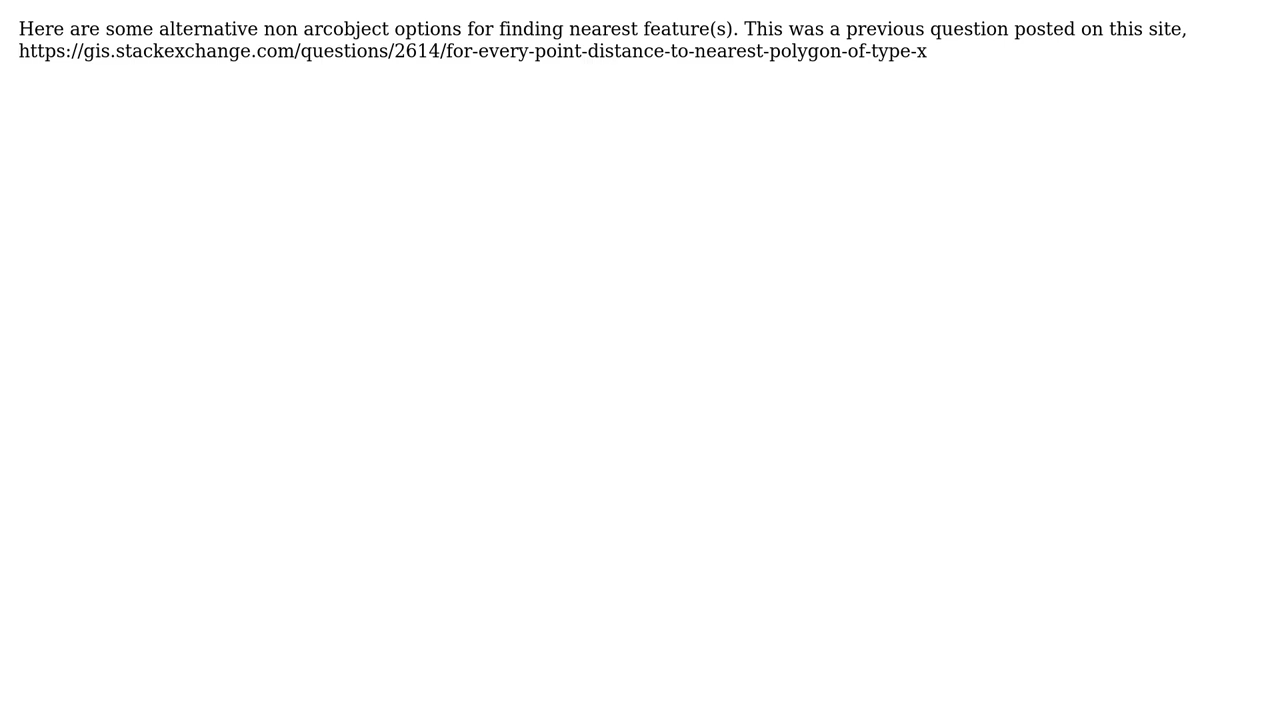 Here are some alternative non arcobject options for finding nearest feature(s). This was a previous question posted on this site,
https://gis.stackexchange.com/questions/2614/for-every-point-distance-to-nearest-polygon-of-type-x